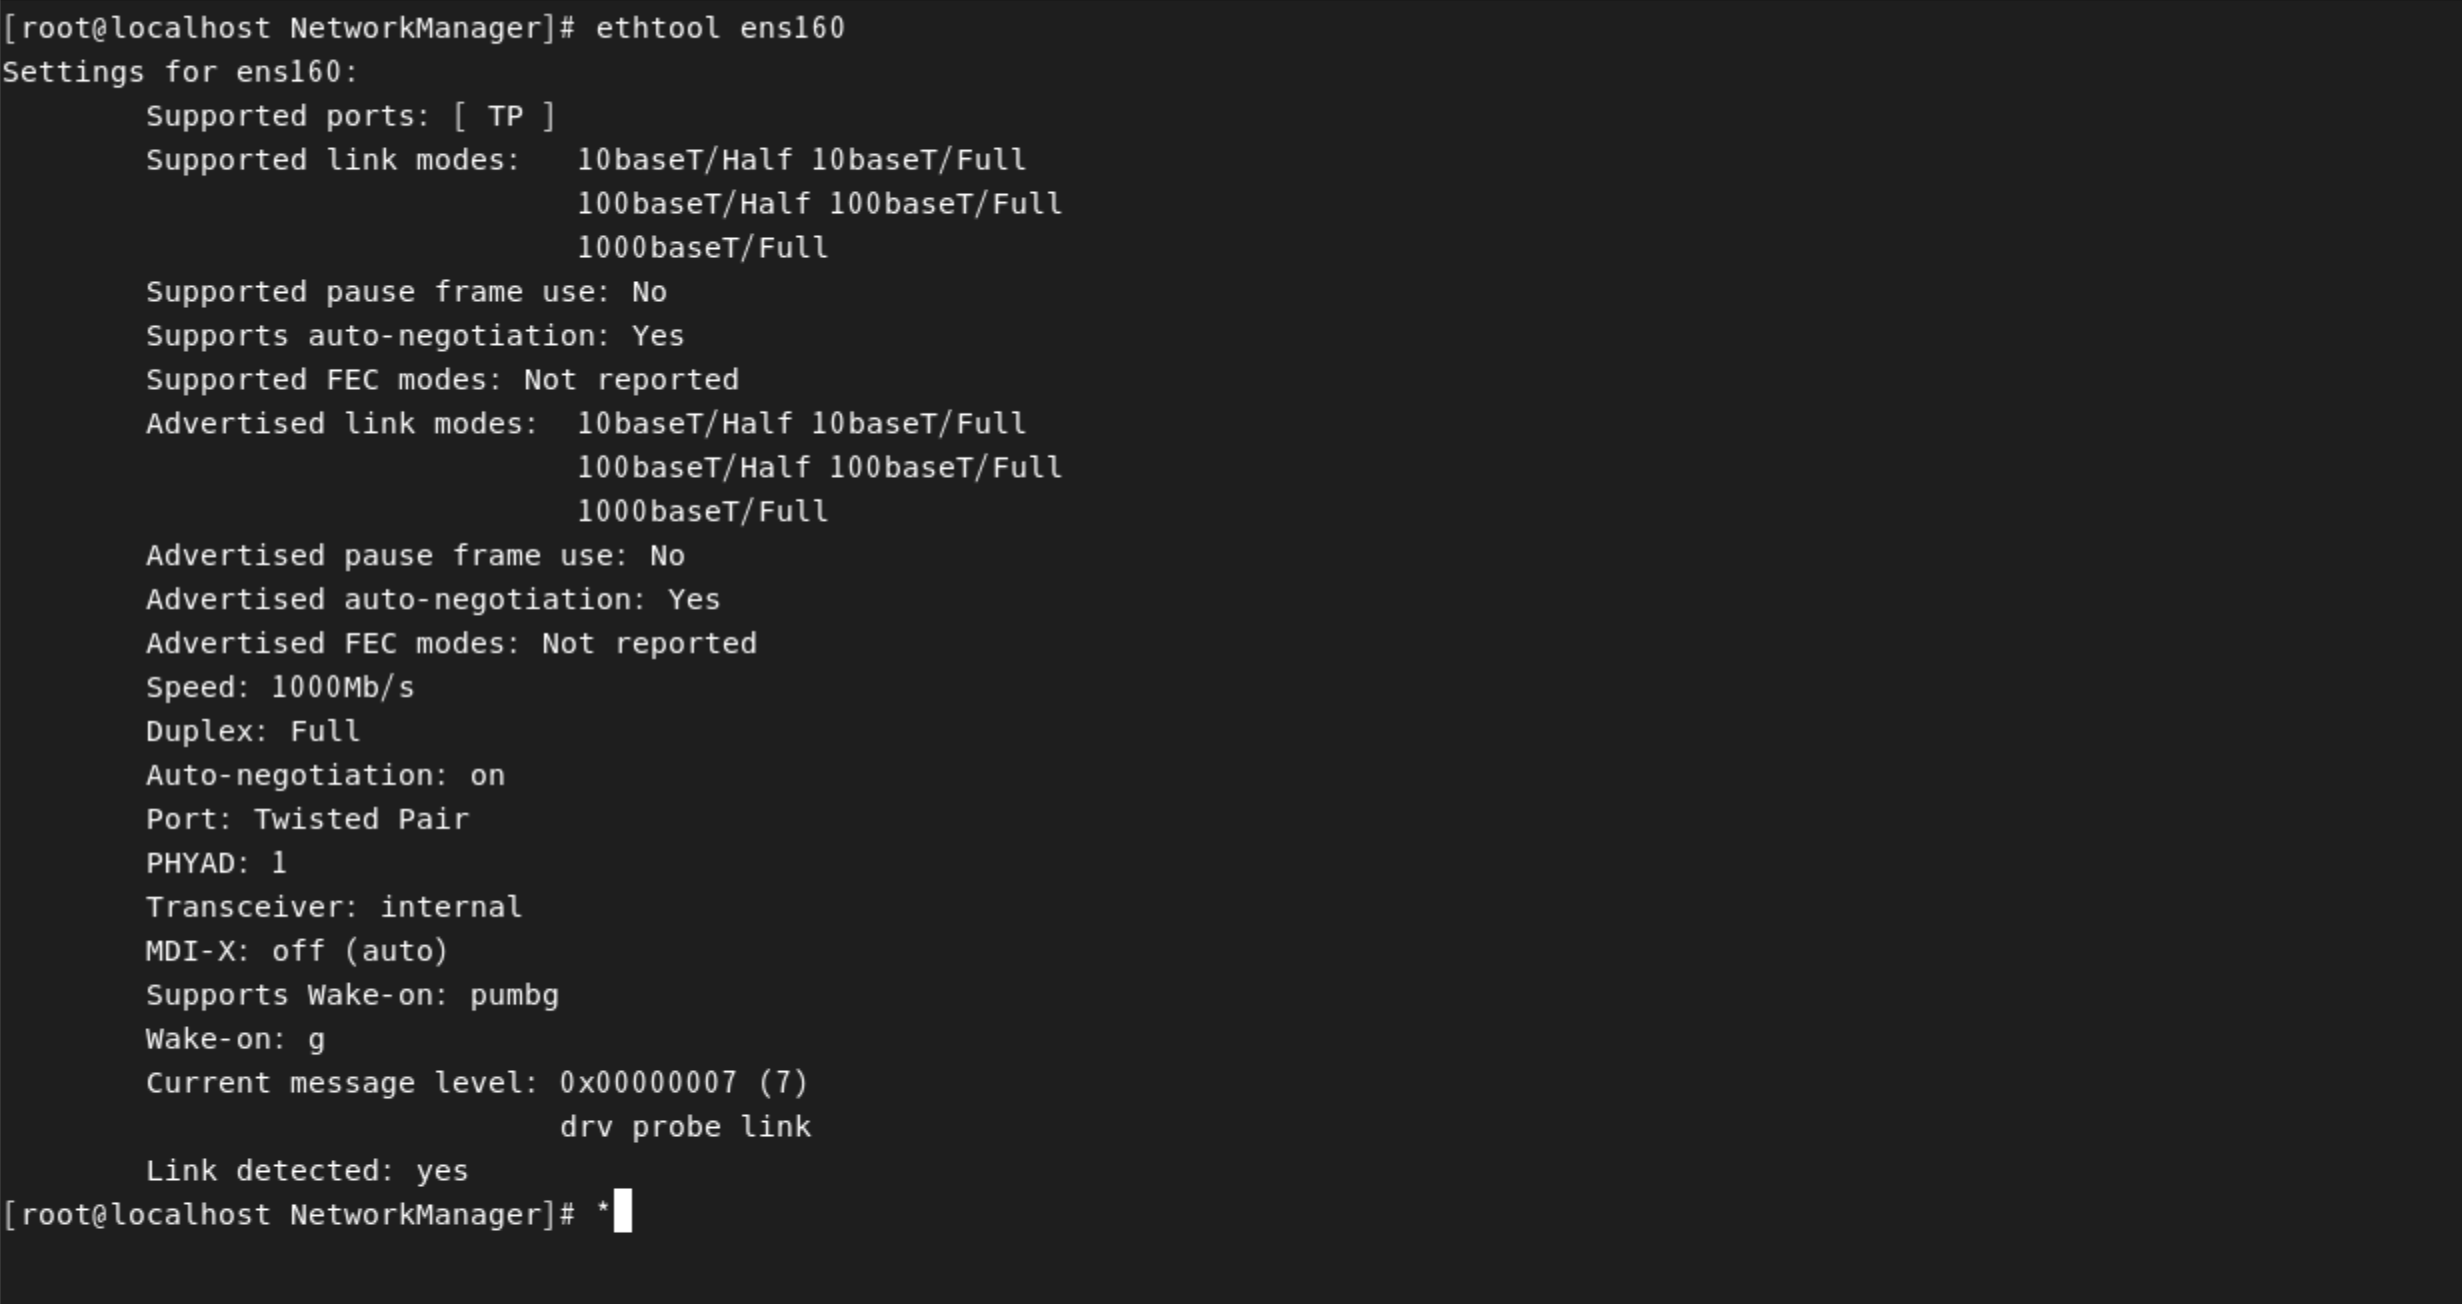 [root@localhost NetworkManager]# ethtool ens160
Settings for ens160:
        Supported ports: [ TP ]
        Supported link modes:   10baseT/Half 10baseT/Full
                                100baseT/Half 100baseT/Full
                                1000baseT/Full
        Supported pause frame use: No
        Supports auto-negotiation: Yes
        Supported FEC modes: Not reported
        Advertised link modes:  10baseT/Half 10baseT/Full
                                100baseT/Half 100baseT/Full
                                1000baseT/Full
        Advertised pause frame use: No
        Advertised auto-negotiation: Yes
        Advertised FEC modes: Not reported
        Speed: 1000Mb/s
        Duplex: Full
        Auto-negotiation: on
        Port: Twisted Pair
        PHYAD: 1
        Transceiver: internal
        MDI-X: off (auto)
        Supports Wake-on: pumbg
        Wake-on: g
        Current message level: 0x00000007 (7)
                               drv probe link
        Link detected: yes
[root@localhost NetworkManager]# *